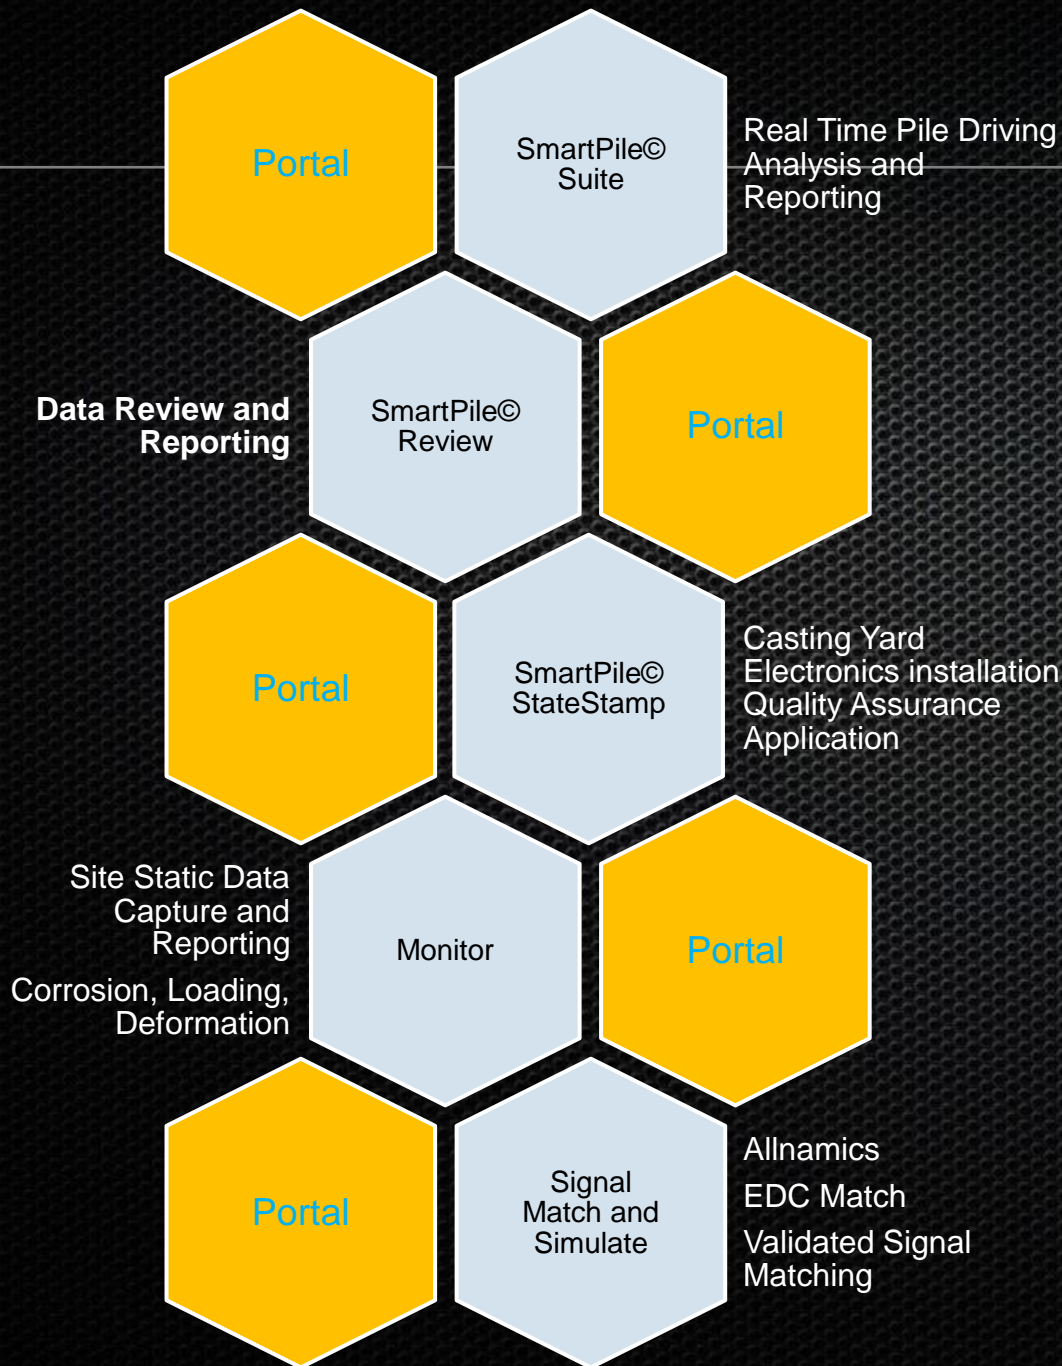 Portal
SmartPile©
Suite
Real Time Pile Driving
Analysis and
Reporting
Data Review and
Reporting
SmartPile©
Review
Portal
Portal
SmartPile©
StateStamp
Casting Yard
Electronics installation
Quality Assurance
Application
Site Static Data
Capture and
Reporting
Corrosion, Loading,
Deformation
Monitor
Portal
Portal
Signal
Match and
Simulate
Allnamics
EDC Match
Validated Signal
Matching